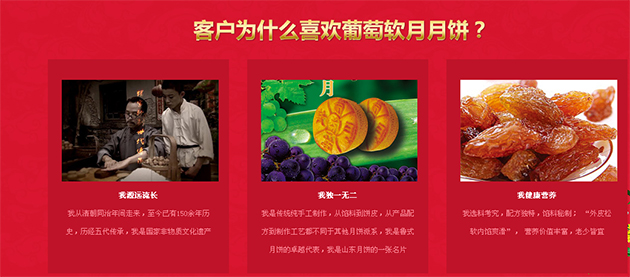 客户为什么喜欢葡萄软月月饼？
月
我源远流长
我从清朝同治年间走来，至今已有150余年历
史，历经五代传承，我是国家非物质文化遗产
我独一无二
我是传统纯手工制作，从馅料到饼皮，从产品配
方到制作工艺都不同于其他月饼派系，我是鲁式
月饼的卓越代表，我是山东月饼的一张名片
我健康营养
我选料考究，配方独特，馅料秘制；“外皮松
软内馅爽滑”，营养价值丰富，老少皆宜